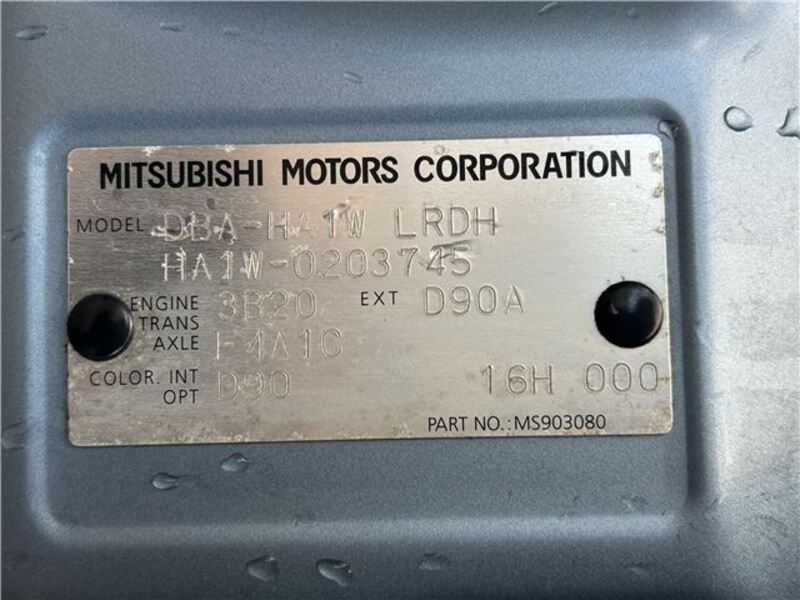 MITSUBISHI MOTORS CORPORATION
MODEL DBA-HA1W LRDH
HA1W-0203745
ENGINE 3B20 EXT D90A
TRANS
AXLE F4A1C
COLOR. INT D90 16H 000
OPT
PART NO.:MS903080